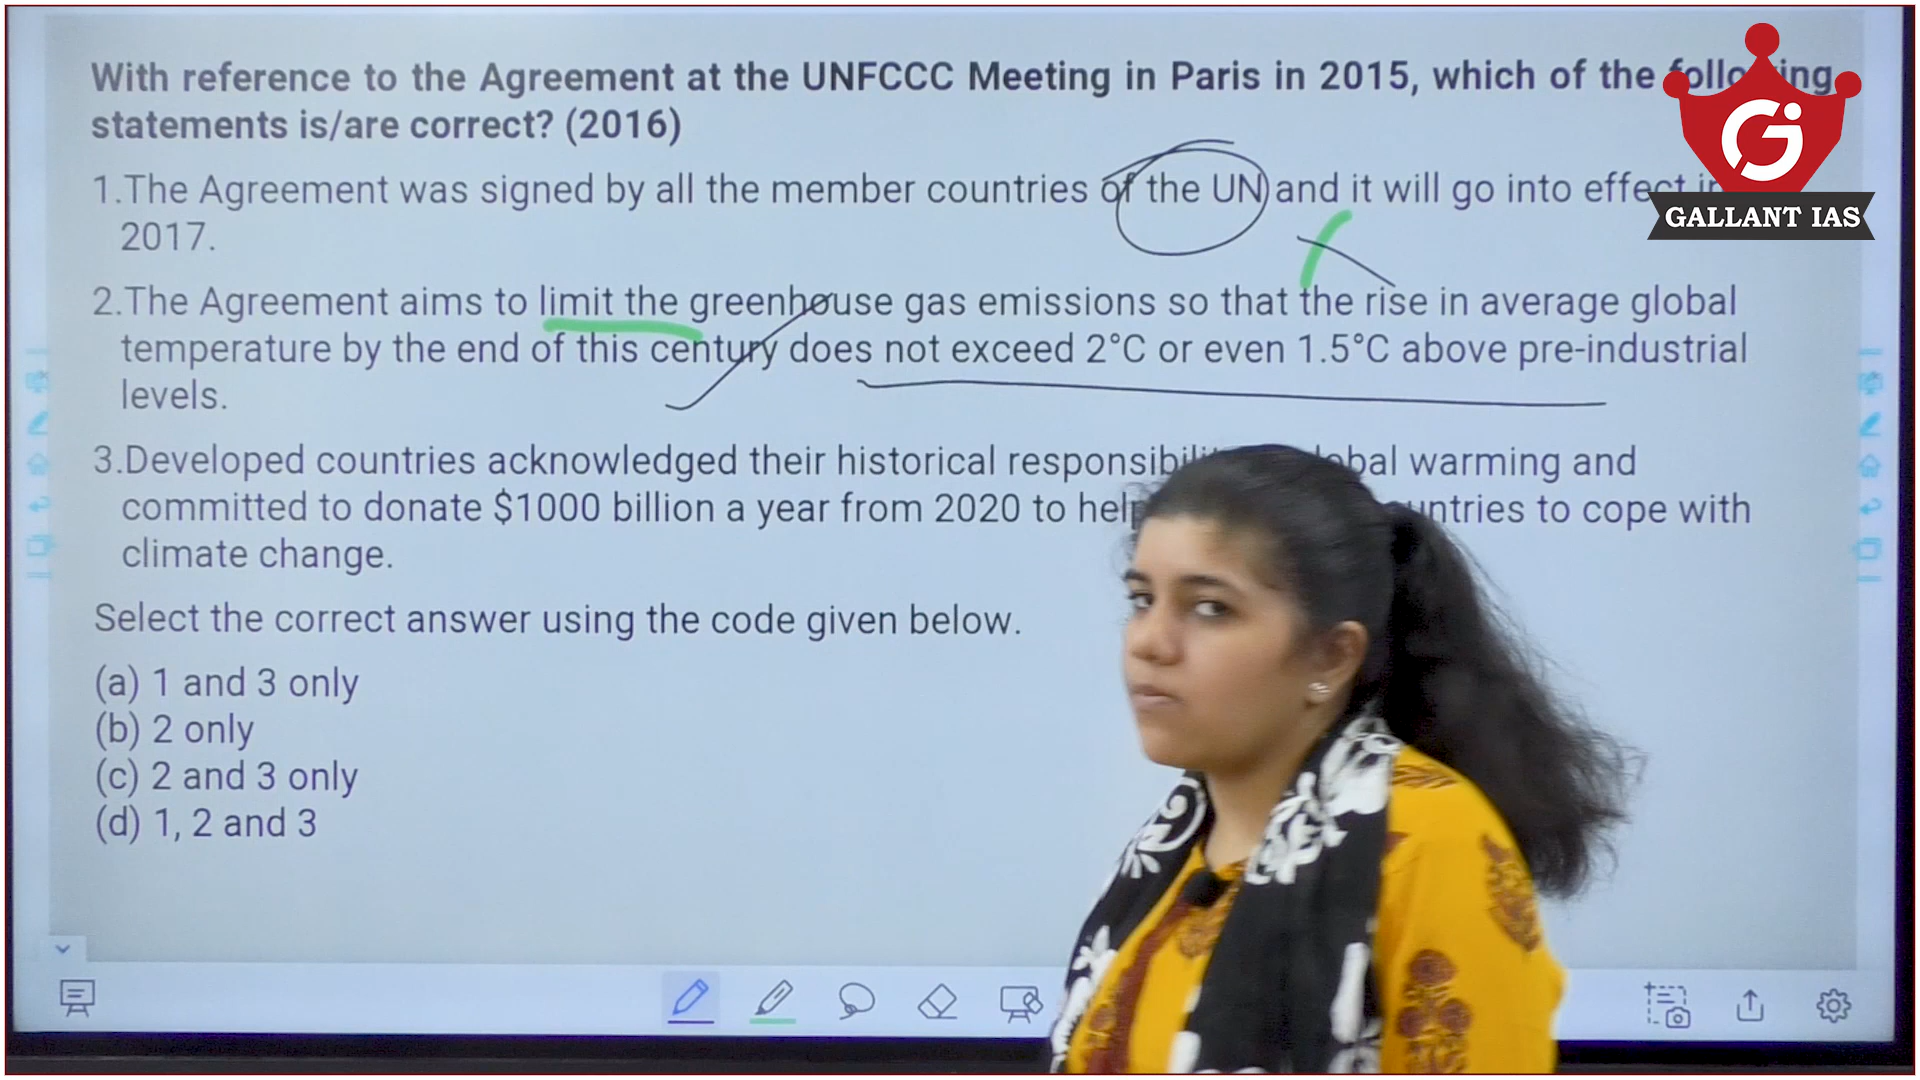 With reference to the Agreement at the UNFCCC Meeting in Paris in 2015, which of the
statements is/are correct? (2016)
1.The Agreement was signed by all the member countries of the UN and it will go into effect
2017.
2.The Agreement aims to limit the greenhouse gas emissions so that the rise in average global
temperature by the end of this century does not exceed 2°C or even 1.5°C above pre-industrial
levels.
3.Developed countries acknowledged their historical warming and
committed to donate $1000 billion a year from 2020 to to cope with
climate change.
Select the correct answer using the code given below.
(a) 1 and 3 only
(b) 2 only
(c) 2 and 3 only
(d) 1, 2 and 3
GALLANT IAS